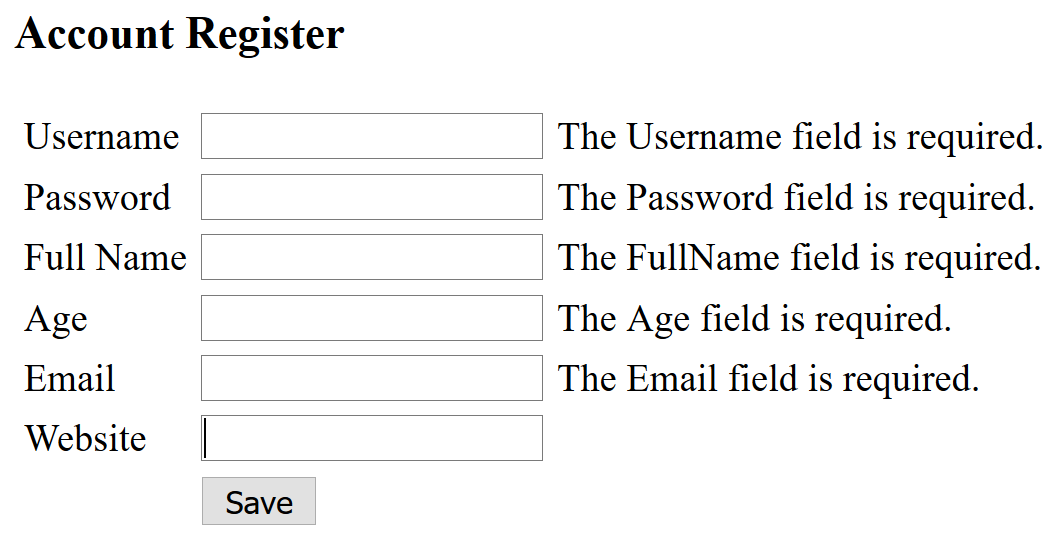 Account Register
Username The Username field is required.
Password The Password field is required.
Full Name The FullName field is required.
Age The Age field is required.
Email The Email field is required.
Website
Save